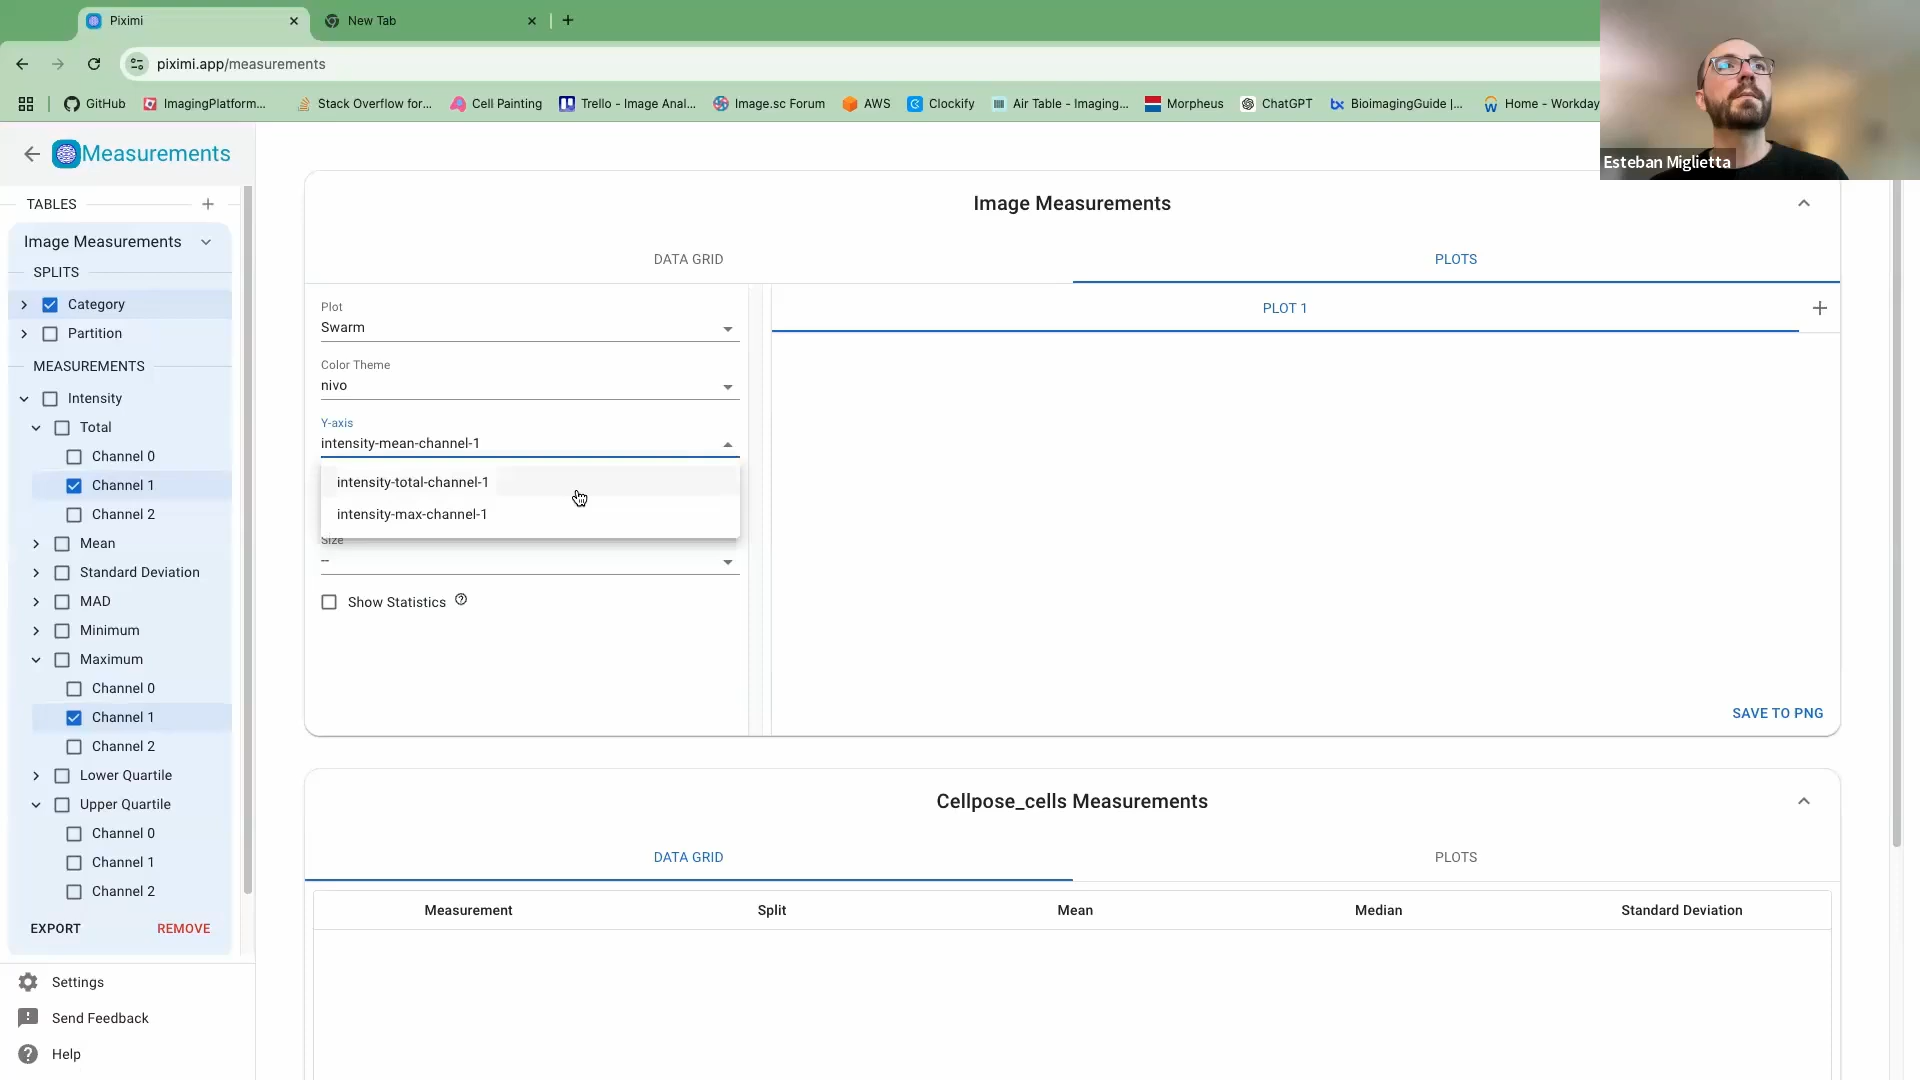 Piximi
New Tab
piximi.app/measurements
GitHub
ImagingPlatform...
Stack Overflow for...
Cell Painting
Trello - Image Anal...
Image.sc Forum
AWS
Clockify
Air Table - Imaging...
Morpheus
ChatGPT
BioimagingGuide |...
Home - Workday
Esteban Miglietta
Measurements
TABLES
Image Measurements
SPLITS
Category
Partition
MEASUREMENTS
Intensity
Total
Channel 0
Channel 1
Channel 2
Mean
Standard Deviation
MAD
Minimum
Maximum
Channel 0
Channel 1
Channel 2
Lower Quartile
Upper Quartile
Channel 0
Channel 1
Channel 2
EXPORT
REMOVE
Settings
Send Feedback
Help
Image Measurements
DATA GRID
PLOTS
Plot
Swarm
Color Theme
nivo
Y-axis
intensity-mean-channel-1
intensity-total-channel-1
intensity-max-channel-1
Size
--
Show Statistics
PLOT 1
SAVE TO PNG
Cellpose_cells Measurements
DATA GRID
PLOTS
Measurement
Split
Mean
Median
Standard Deviation